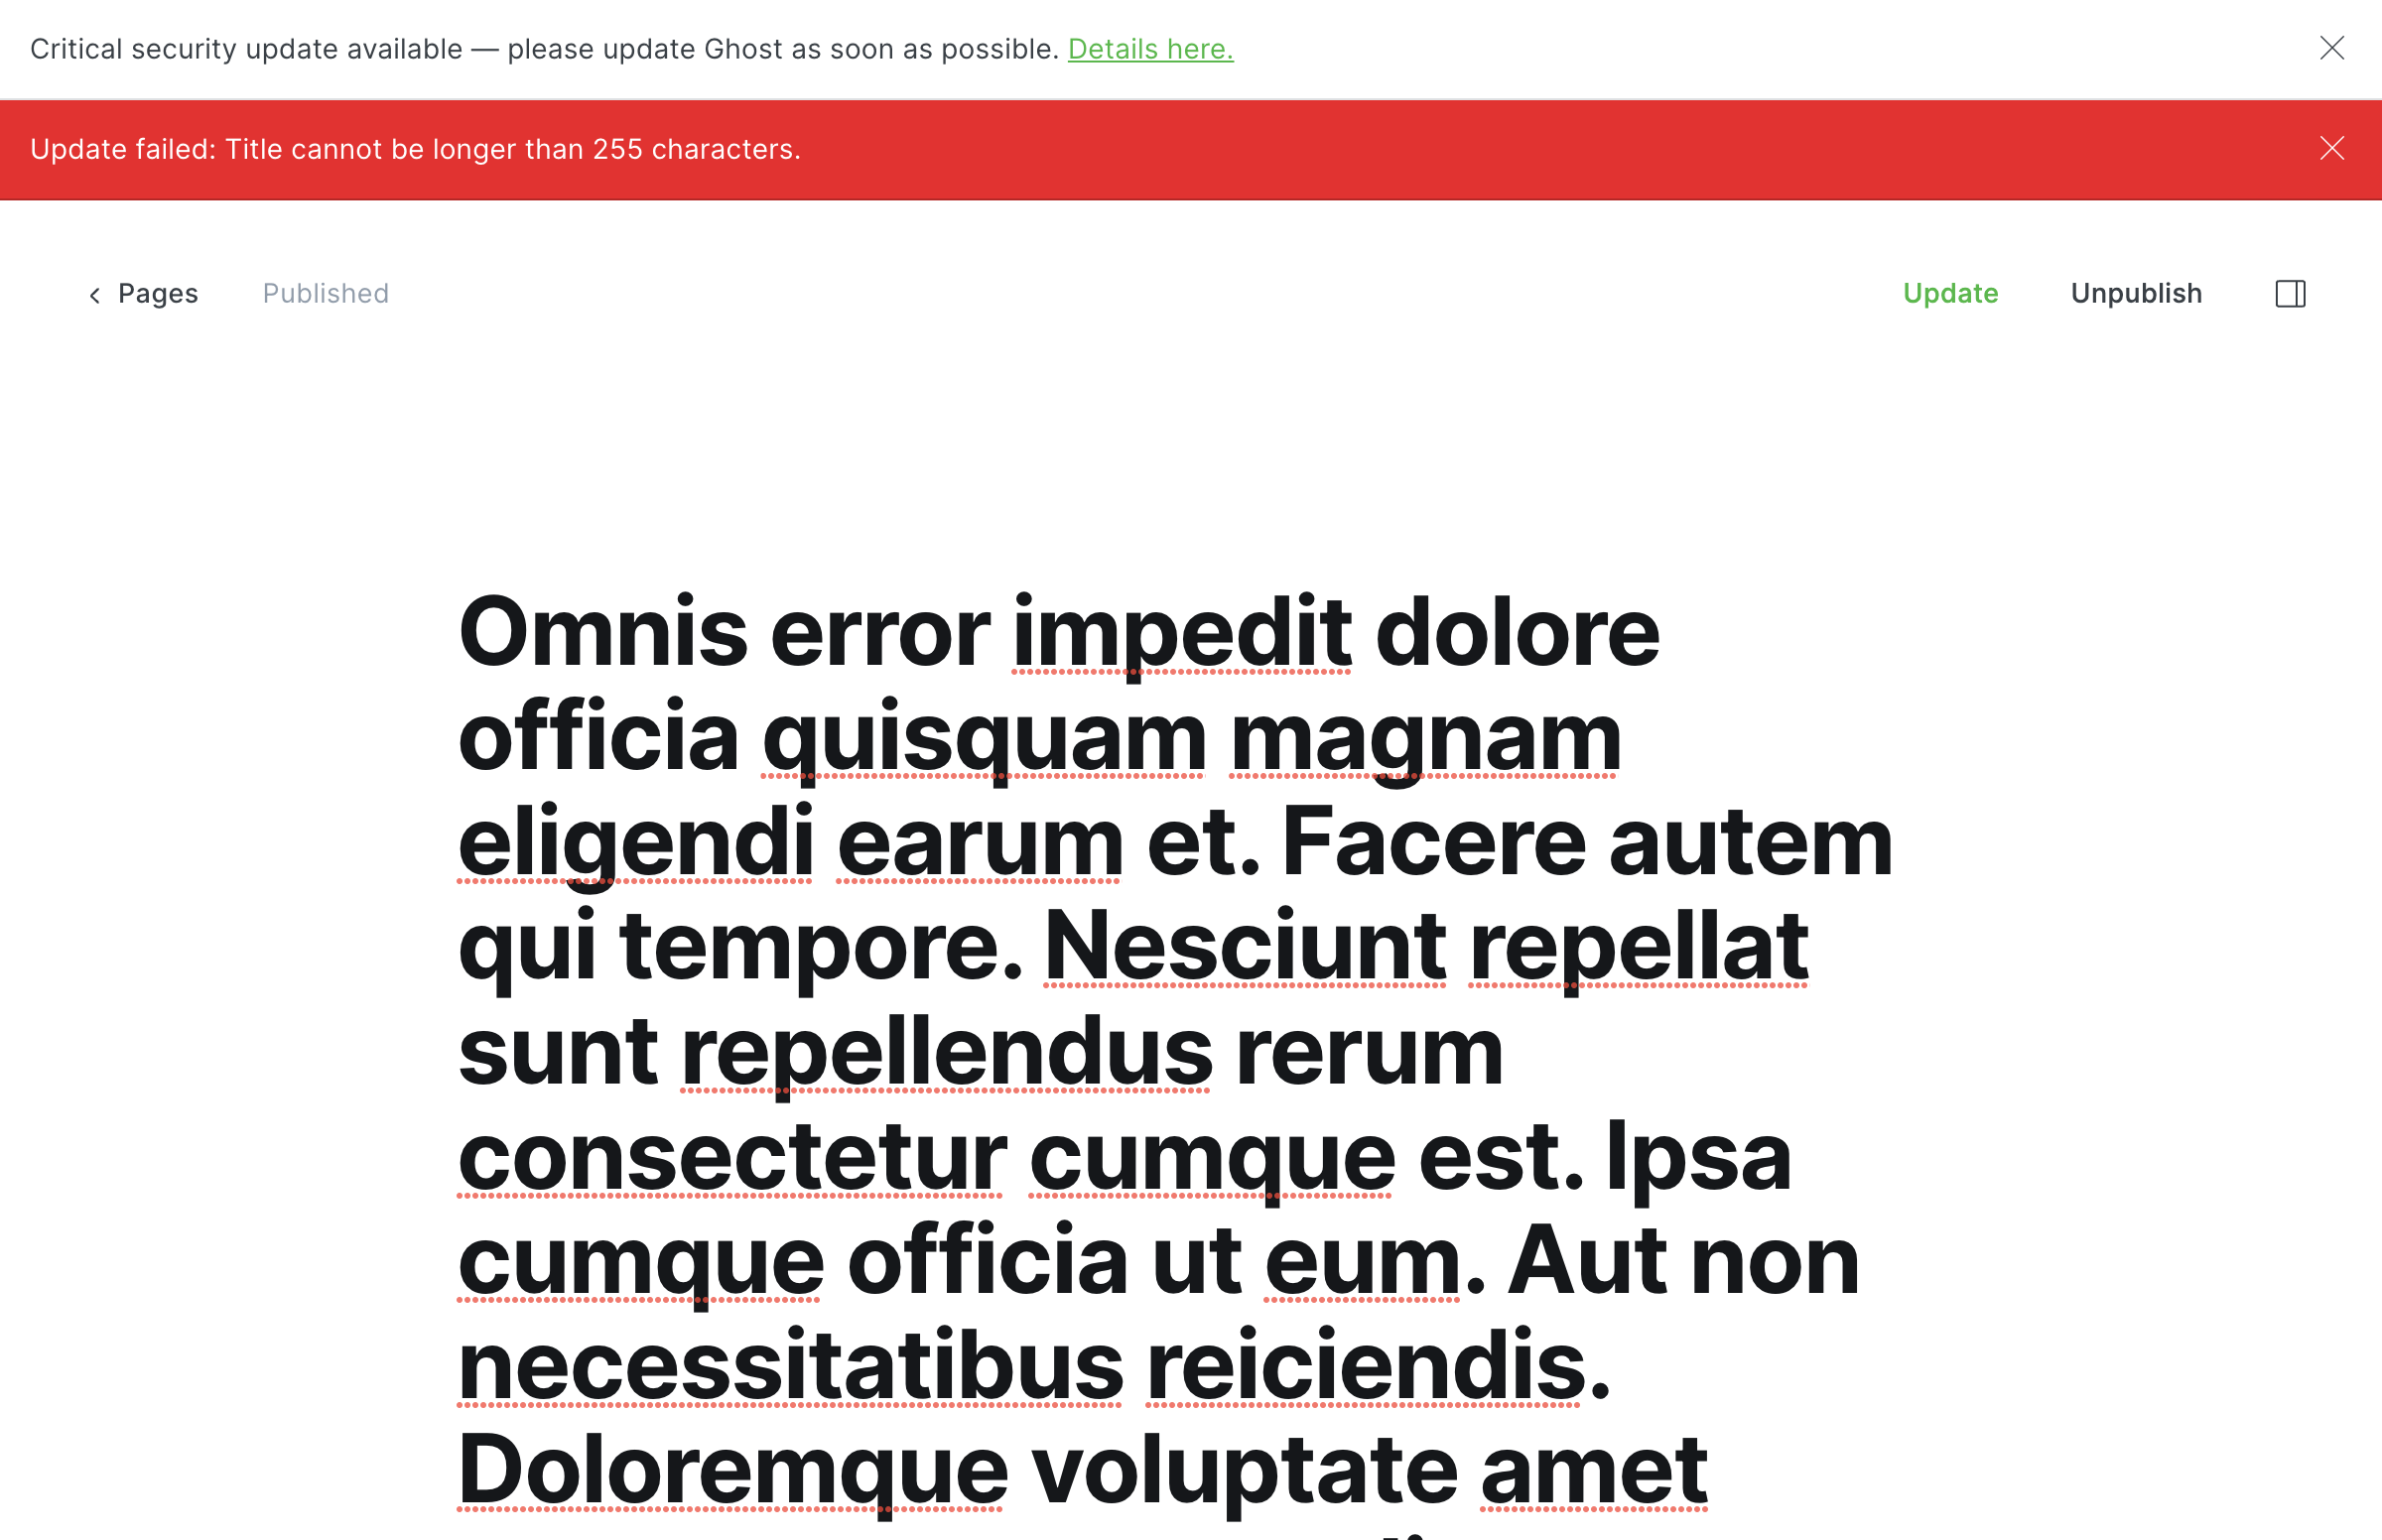 Critical security update available — please update Ghost as soon as possible. Details here.
Update failed: Title cannot be longer than 255 characters.
Pages Published Update Unpublish
Omnis error impedit dolore
officia quisquam magnam
eligendi earum et. Facere autem
qui tempore. Nesciunt repellat
sunt repellendus rerum
consectetur cumque est. Ipsa
cumque officia ut eum. Aut non
necessitatibus reiciendis.
Doloremque voluptate amet